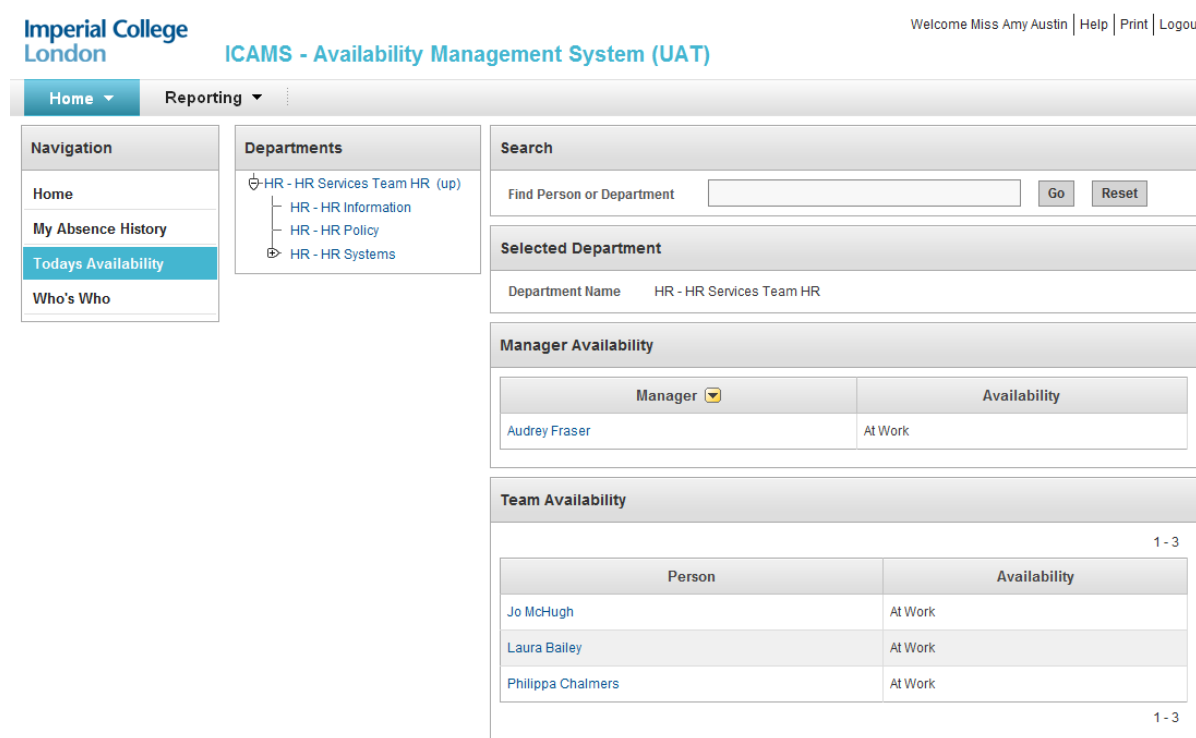 Imperial College
London
Welcome Miss Amy Austin | Help | Print | Logou
ICAMS - Availability Management System (UAT)
Home
Reporting
Navigation
Home
My Absence History
Todays Availability
Who's Who
Departments
HR - HR Services Team HR (up)
HR - HR Information
HR - HR Policy
HR - HR Systems
Search
Find Person or Department Go Reset
Selected Department
Department Name HR - HR Services Team HR
Manager Availability
Manager Availability
Audrey Fraser At Work
Team Availability
1 - 3
Person Availability
Jo McHugh At Work
Laura Bailey At Work
Philippa Chalmers At Work
1 - 3